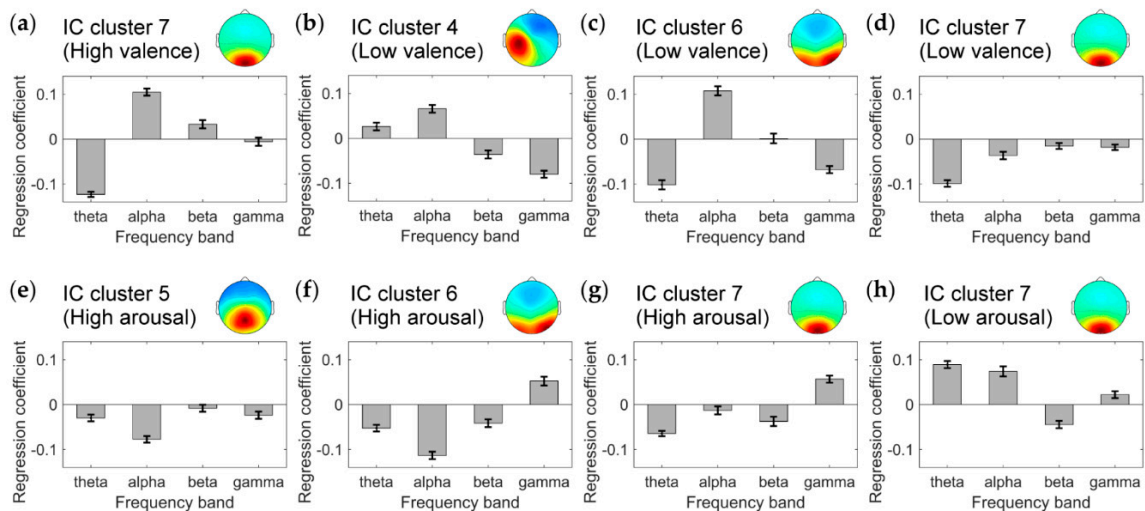 (a) IC cluster 7
(High valence)
Regression coefficient
0.1
0
-0.1
theta alpha beta gamma
Frequency band
(b) IC cluster 4
(Low valence)
Regression coefficient
0.1
0
-0.1
theta alpha beta gamma
Frequency band
(c) IC cluster 6
(Low valence)
Regression coefficient
0.1
0
-0.1
theta alpha beta gamma
Frequency band
(d) IC cluster 7
(Low valence)
Regression coefficient
0.1
0
-0.1
theta alpha beta gamma
Frequency band
(e) IC cluster 5
(High arousal)
Regression coefficient
0.1
0
-0.1
theta alpha beta gamma
Frequency band
(f) IC cluster 6
(High arousal)
Regression coefficient
0.1
0
-0.1
theta alpha beta gamma
Frequency band
(g) IC cluster 7
(High arousal)
Regression coefficient
0.1
0
-0.1
theta alpha beta gamma
Frequency band
(h) IC cluster 7
(Low arousal)
Regression coefficient
0.1
0
-0.1
theta alpha beta gamma
Frequency band